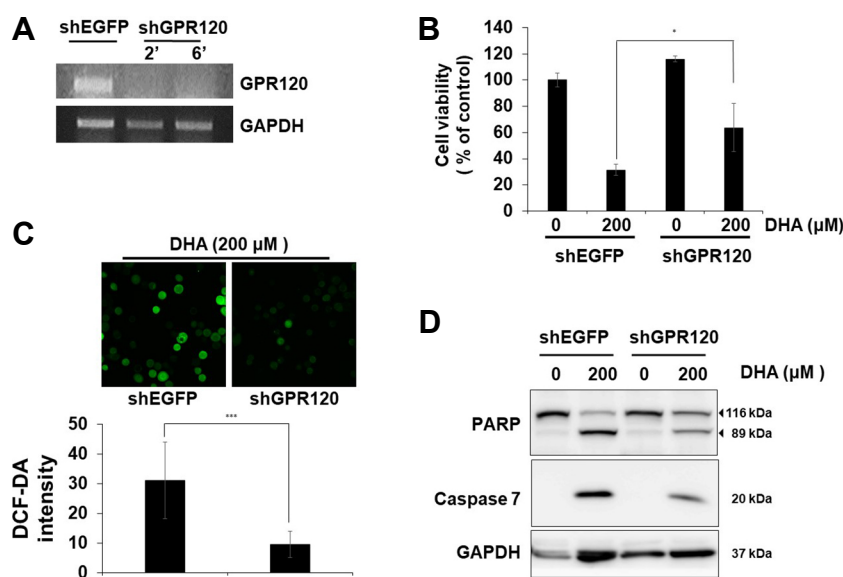 A
shEGFP shGPR120
2’ 6’
GPR120
GAPDH
B
Cell viability
( % of control)
140
120
100
80
60
40
20
0
*
0 200 0 200 DHA (µM)
shEGFP shGPR120
C
DHA (200 µM )
shEGFP shGPR120
DCF-DA
intensity
50
40
30
20
10
0
***
D
shEGFP shGPR120
0 200 0 200 DHA (µM )
PARP
116 kDa
89 kDa
Caspase 7 20 kDa
GAPDH 37 kDa